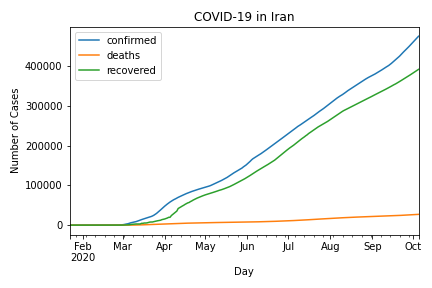 COVID-19 in Iran
confirmed
deaths
recovered
Number of Cases
400000
300000
200000
100000
0
Feb Mar Apr May Jun Jul Aug Sep Oct
2020
Day